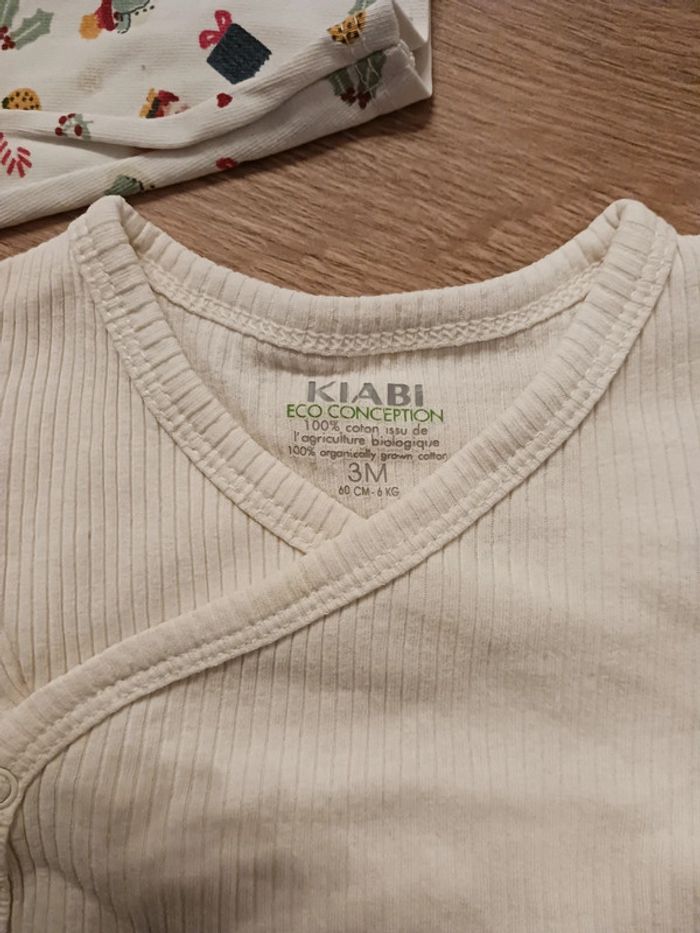 KIABI
ECO CONCEPTION
100% coton issu de
l'agriculture biologique
100% organically grown cotton
3M
60 CM - 6 KG